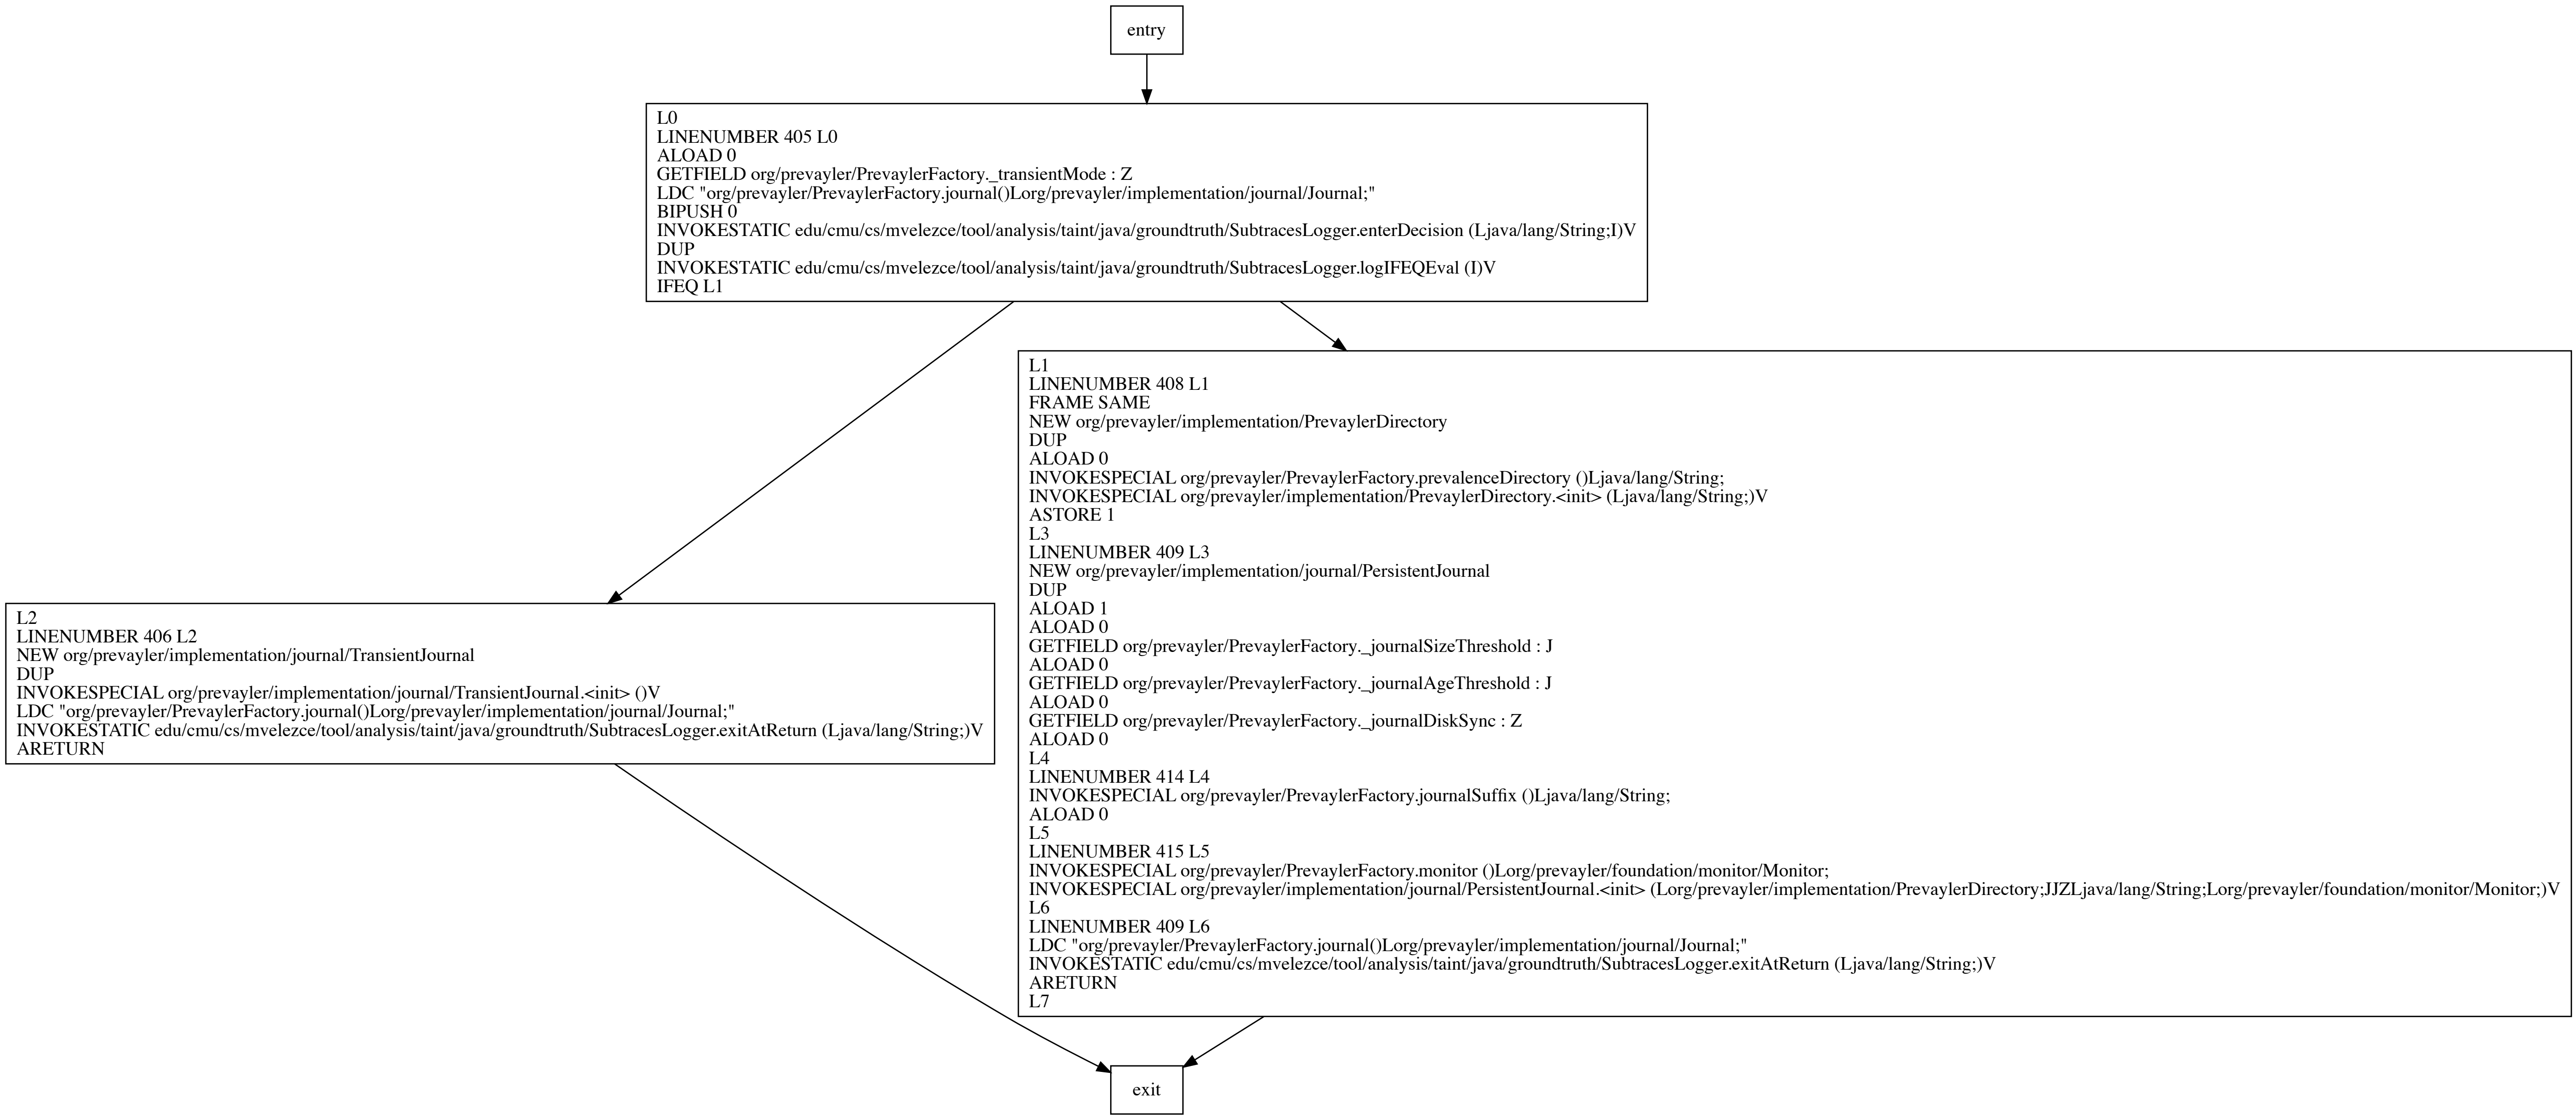 entry
L0
LINENUMBER 405 L0
ALOAD 0
GETFIELD org/prevayler/PrevaylerFactory._transientMode : Z
LDC "org/prevayler/PrevaylerFactory.journal()Lorg/prevayler/implementation/journal/Journal;"
BIPUSH 0
INVOKESTATIC edu/cmu/cs/mvelezce/tool/analysis/taint/java/groundtruth/SubtracesLogger.enterDecision (Ljava/lang/String;I)V
DUP
INVOKESTATIC edu/cmu/cs/mvelezce/tool/analysis/taint/java/groundtruth/SubtracesLogger.logIFEQEval (I)V
IFEQ L1
L1
LINENUMBER 408 L1
FRAME SAME
NEW org/prevayler/implementation/PrevaylerDirectory
DUP
ALOAD 0
INVOKESPECIAL org/prevayler/PrevaylerFactory.prevalenceDirectory ()Ljava/lang/String;
INVOKESPECIAL org/prevayler/implementation/PrevaylerDirectory.<init> (Ljava/lang/String;)V
ASTORE 1
L3
LINENUMBER 409 L3
NEW org/prevayler/implementation/journal/PersistentJournal
DUP
ALOAD 1
ALOAD 0
GETFIELD org/prevayler/PrevaylerFactory._journalSizeThreshold : J
ALOAD 0
GETFIELD org/prevayler/PrevaylerFactory._journalAgeThreshold : J
ALOAD 0
GETFIELD org/prevayler/PrevaylerFactory._journalDiskSync : Z
ALOAD 0
L4
LINENUMBER 414 L4
INVOKESPECIAL org/prevayler/PrevaylerFactory.journalSuffix ()Ljava/lang/String;
ALOAD 0
L5
LINENUMBER 415 L5
INVOKESPECIAL org/prevayler/PrevaylerFactory.monitor ()Lorg/prevayler/foundation/monitor/Monitor;
INVOKESPECIAL org/prevayler/implementation/journal/PersistentJournal.<init> (Lorg/prevayler/implementation/PrevaylerDirectory;JJZLjava/lang/String;Lorg/prevayler/foundation/monitor/Monitor;)V
L6
LINENUMBER 409 L6
LDC "org/prevayler/PrevaylerFactory.journal()Lorg/prevayler/implementation/journal/Journal;"
INVOKESTATIC edu/cmu/cs/mvelezce/tool/analysis/taint/java/groundtruth/SubtracesLogger.exitAtReturn (Ljava/lang/String;)V
ARETURN
L7
L2
LINENUMBER 406 L2
NEW org/prevayler/implementation/journal/TransientJournal
DUP
INVOKESPECIAL org/prevayler/implementation/journal/TransientJournal.<init> ()V
LDC "org/prevayler/PrevaylerFactory.journal()Lorg/prevayler/implementation/journal/Journal;"
INVOKESTATIC edu/cmu/cs/mvelezce/tool/analysis/taint/java/groundtruth/SubtracesLogger.exitAtReturn (Ljava/lang/String;)V
ARETURN
exit